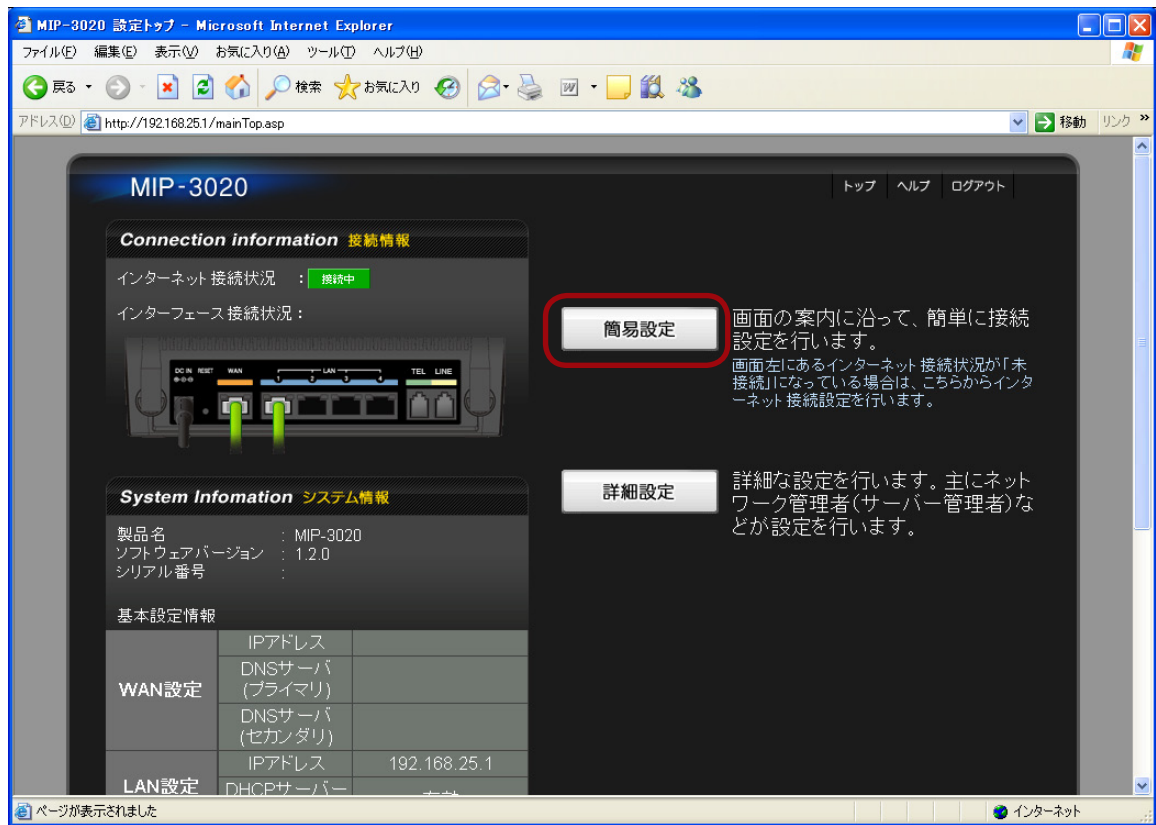 MIP-3020 設定トップ - Microsoft Internet Explorer
ファイル(F) 編集(E) 表示(V) お気に入り(A) ツール(T) ヘルプ(H)
戻る 検索 お気に入り
アドレス(D) http://192.168.25.1/mainTop.asp 移動 リンク »
MIP-3020
トップ ヘルプ ログアウト
Connection information 接続情報
インターネット接続状況 : 接続中
インターフェース接続状況 :
DC IN RESET WAN LAN TEL LINE
1 2 3 4
System Infomation システム情報
製品名 : MIP-3020
ソフトウェアバージョン : 1.2.0
シリアル番号 :
基本設定情報
WAN設定
IPアドレス
DNSサーバ
(プライマリ)
DNSサーバ
(セカンダリ)
LAN設定
IPアドレス 192.168.25.1
DHCPサーバー
簡易設定
画面の案内に沿って、簡単に接続
設定を行います。
画面左にあるインターネット接続状況が「未
接続」になっている場合は、こちらからインタ
ーネット接続設定を行います。
詳細設定
詳細な設定を行います。主にネット
ワーク管理者(サーバー管理者)な
どが設定を行います。
ページが表示されました
インターネット